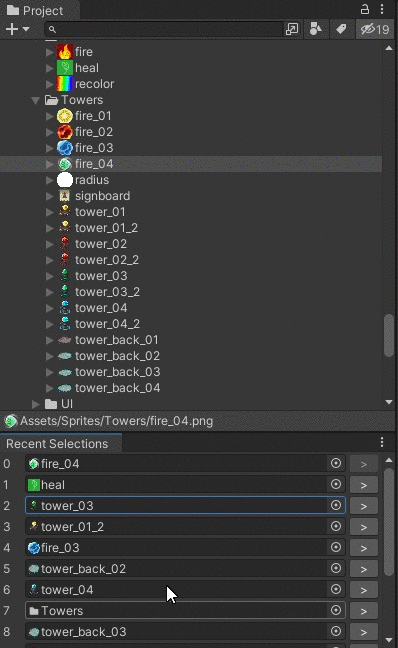 Project
19
fire
heal
recolor
Towers
fire_01
fire_02
fire_03
fire_04
radius
signboard
tower_01
tower_01_2
tower_02
tower_02_2
tower_03
tower_03_2
tower_04
tower_04_2
tower_back_01
tower_back_02
tower_back_03
tower_back_04
UI
Assets/Sprites/Towers/fire_04.png
Recent Selections
0 fire_04 >
1 heal >
2 tower_03 >
3 tower_01_2 >
4 fire_03 >
5 tower_back_02 >
6 tower_04 >
7 Towers >
8 tower_back_03 >